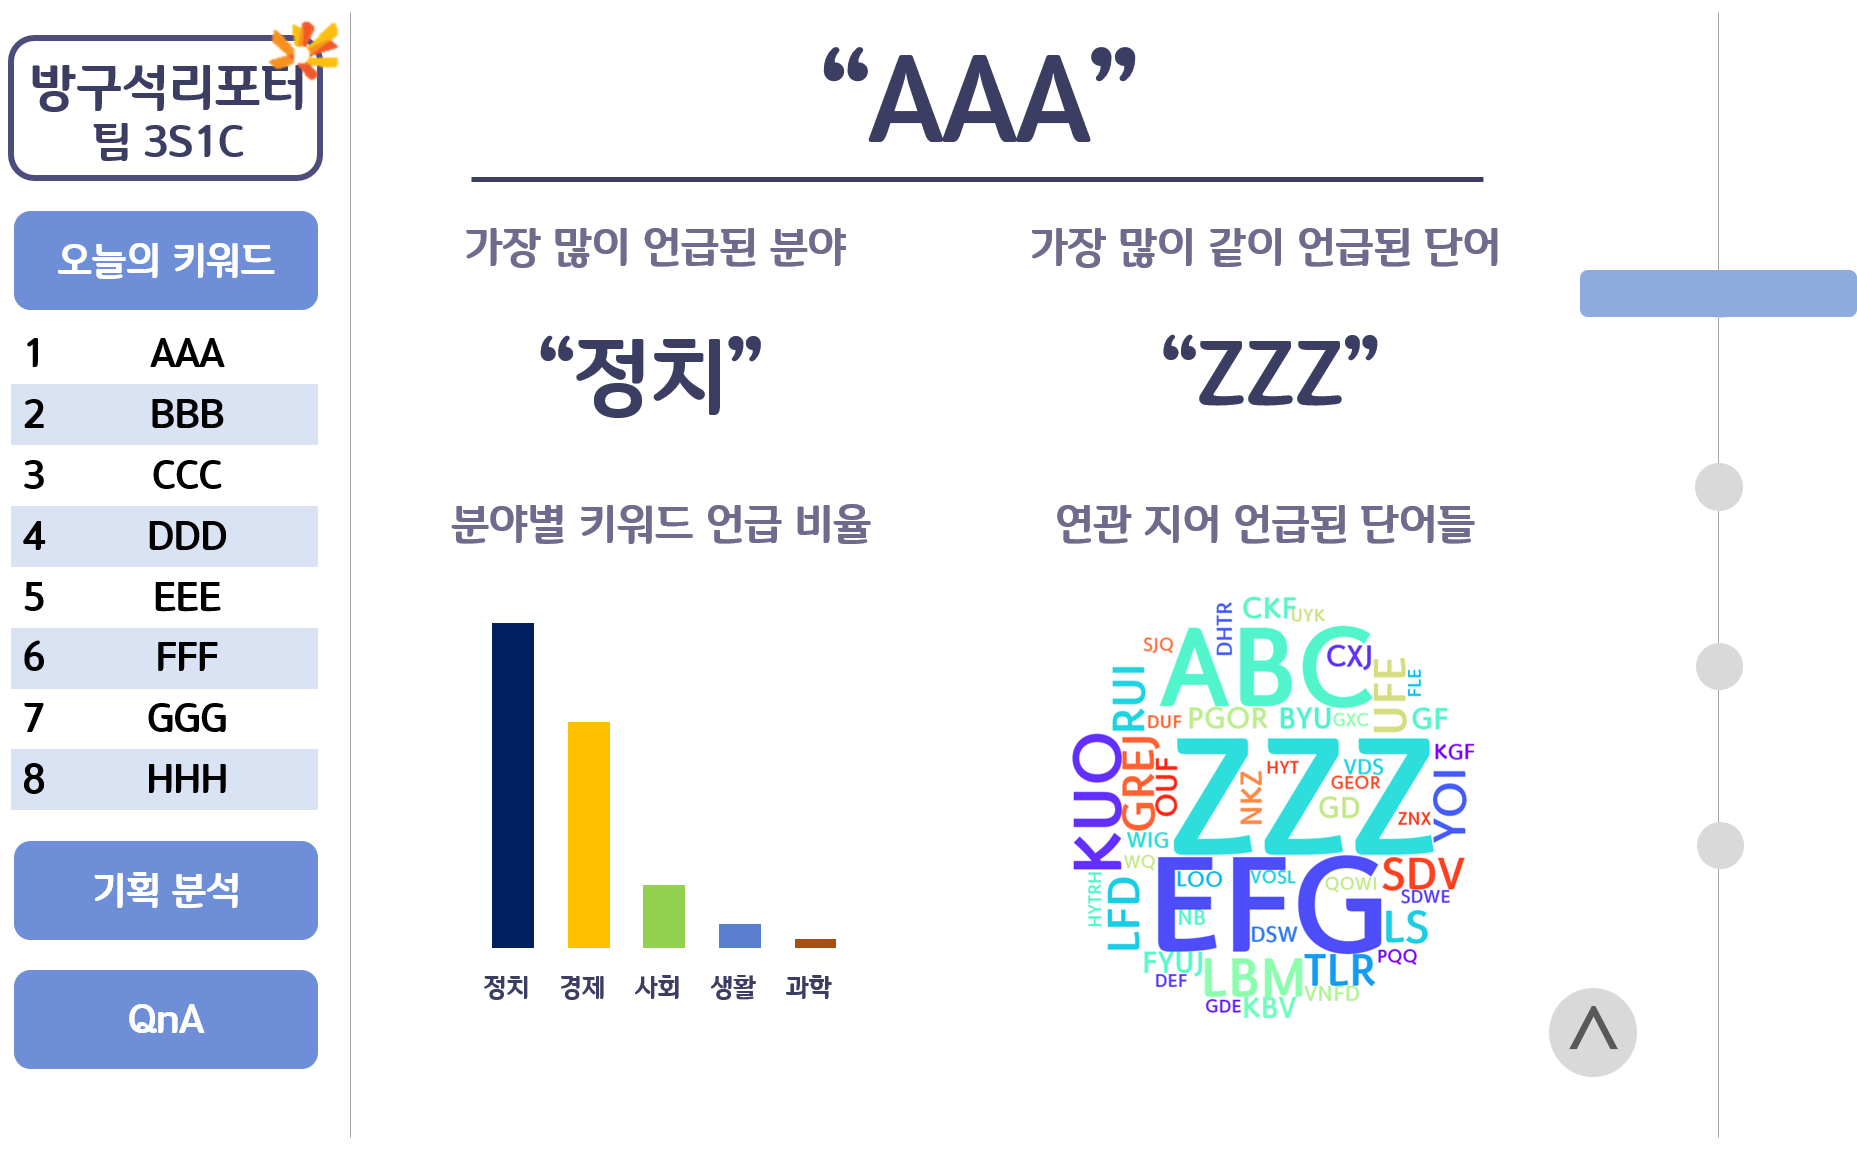 방구석리포터
팀 3S1C
오늘의 키워드
1 AAA
2 BBB
3 CCC
4 DDD
5 EEE
6 FFF
7 GGG
8 HHH
기획 분석
QnA
“AAA”
가장 많이 언급된 분야
“정치”
가장 많이 같이 언급된 단어
“ZZZ”
분야별 키워드 언급 비율
정치 경제 사회 생활 과학
연관 지어 언급된 단어들
CKF
UYK
DHTR
SJQ
ABC
CXJ
UFE
FLE
RUI
DUF
PGOR
BYU
GXC
GF
KUO
GREJ
OUF
ZZZ
KGF
HYT
VDS
GEOR
NKZ
GD
ZNX
YOI
WIG
WQ
EFG
LOO
VOSL
QOWI
SDV
SDWE
HYTRH
LFD
NB
DSW
LS
FYUJ
DEF
LBM
TLR
PQQ
VNFD
GDE
KBV